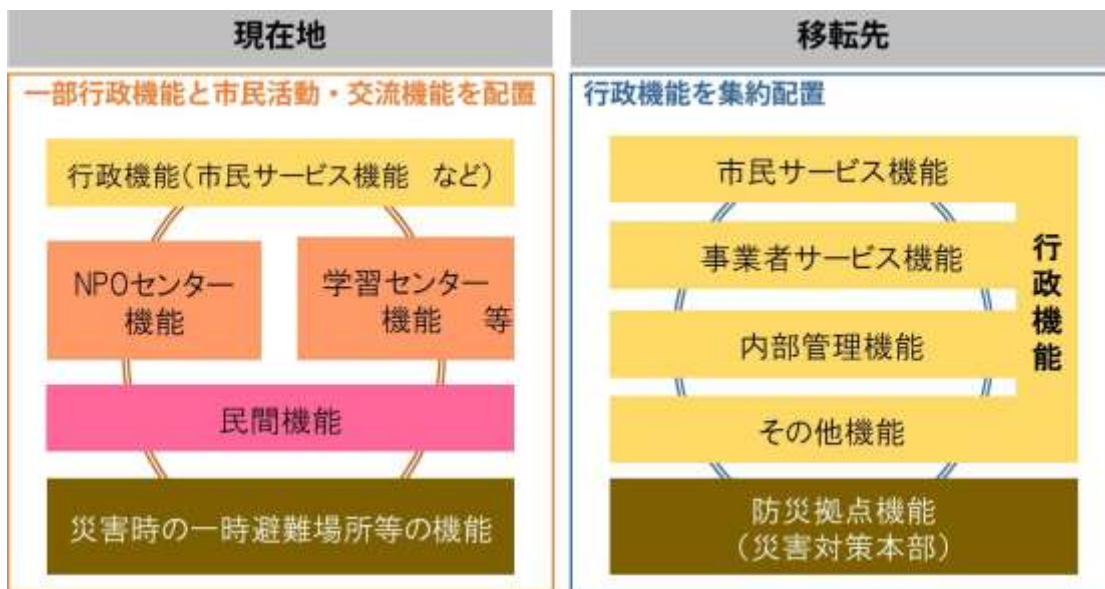 現在地
一部行政機能と市民活動・交流機能を配置
行政機能(市民サービス機能　など)
NPOセンター
機能
学習センター
機能　等
民間機能
災害時の一時避難場所等の機能
移転先
行政機能を集約配置
市民サービス機能
事業者サービス機能
内部管理機能
その他機能
行政機能
防災拠点機能
(災害対策本部)